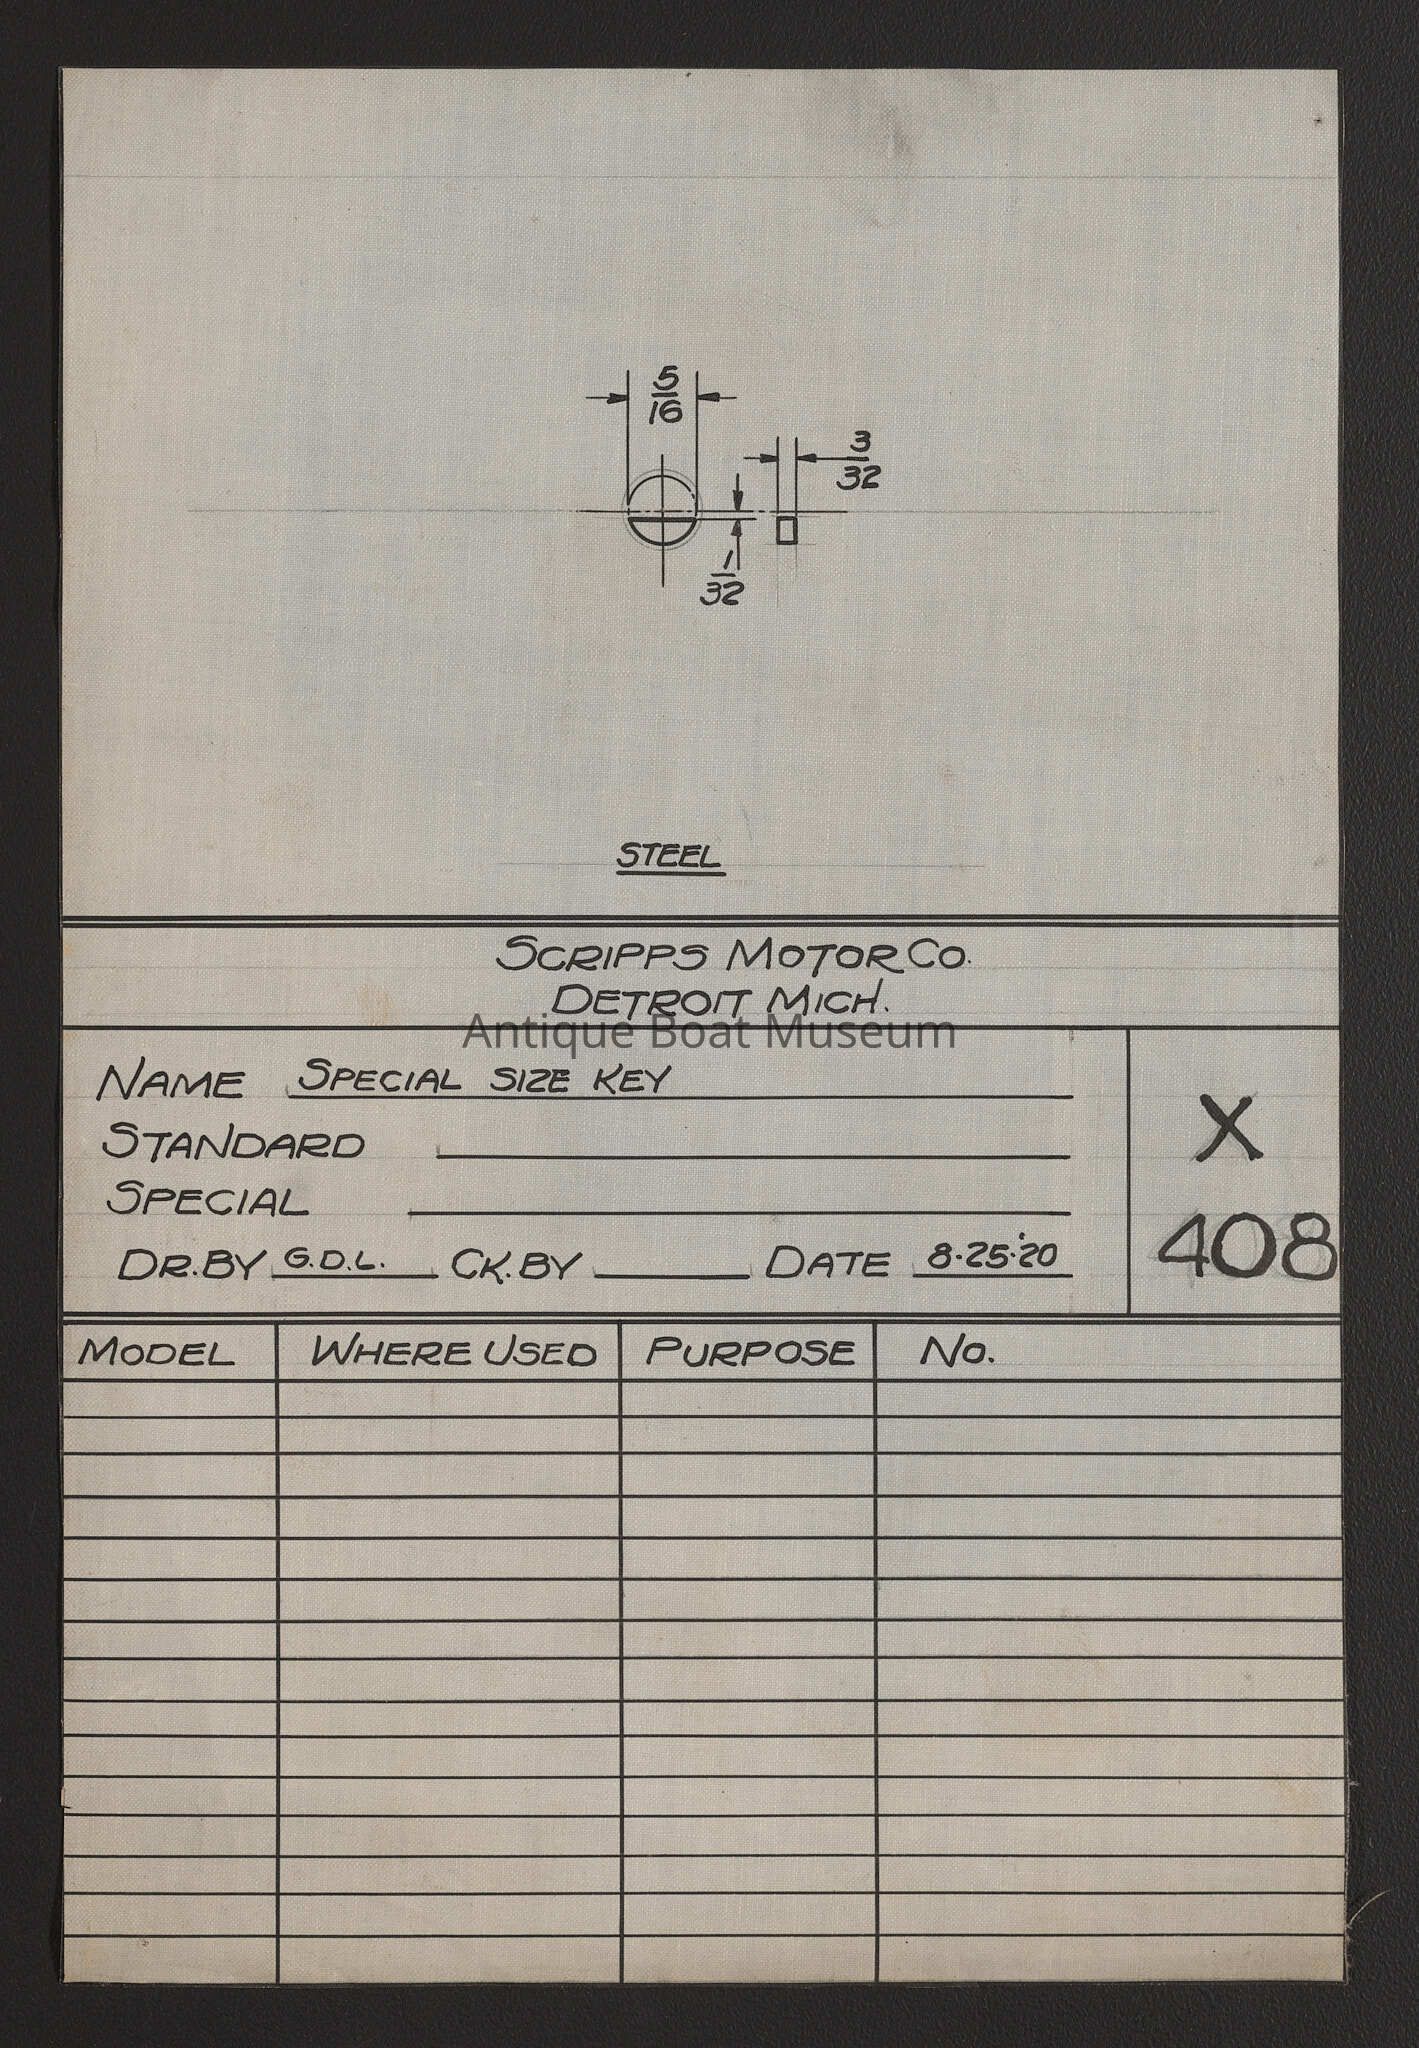 5/16
3/32
1/32
STEEL
SCRIPPS MOTOR CO.
DETROIT MICH.
Antique Boat Museum
NAME SPECIAL SIZE KEY
STANDARD
SPECIAL
DR. BY G.D.L. CK. BY DATE 8-25-'20
X
408
MODEL WHERE USED PURPOSE NO.